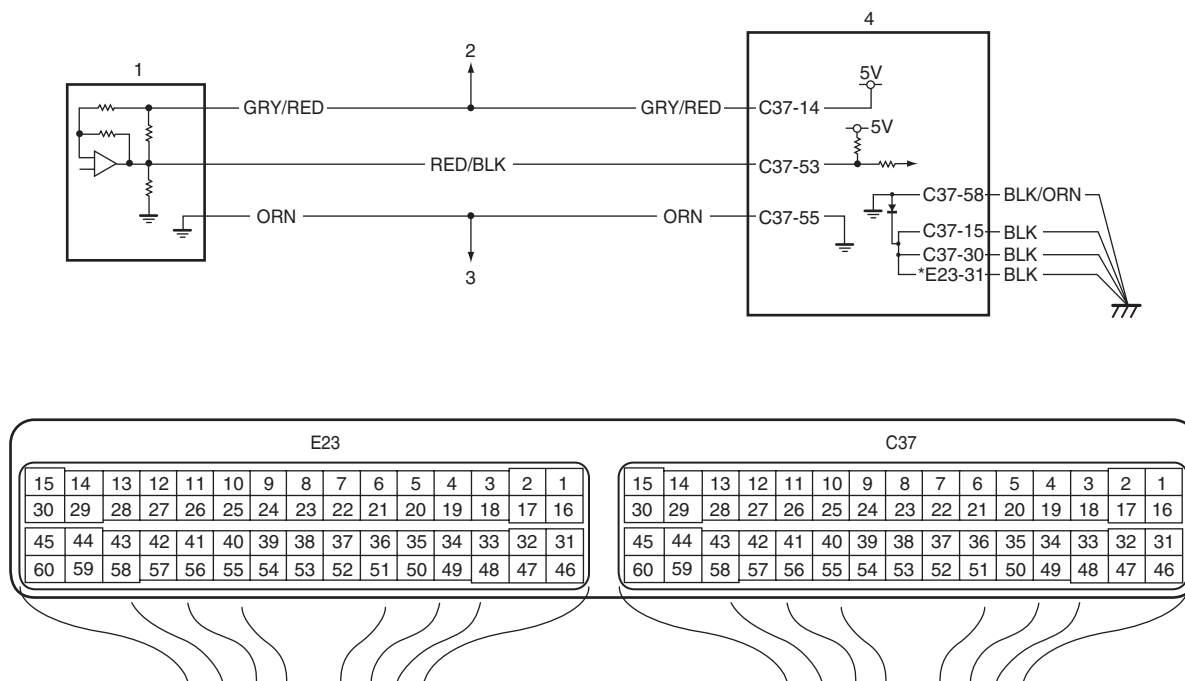 4
2
1
5V
GRY/RED GRY/RED C37-14
5V
RED/BLK C37-53
C37-58 BLK/ORN
ORN ORN C37-55
C37-15 BLK
C37-30 BLK
3 *E23-31 BLK
E23 C37
15 14 13 12 11 10 9 8 7 6 5 4 3 2 1 15 14 13 12 11 10 9 8 7 6 5 4 3 2 1
30 29 28 27 26 25 24 23 22 21 20 19 18 17 16 30 29 28 27 26 25 24 23 22 21 20 19 18 17 16
45 44 43 42 41 40 39 38 37 36 35 34 33 32 31 45 44 43 42 41 40 39 38 37 36 35 34 33 32 31
60 59 58 57 56 55 54 53 52 51 50 49 48 47 46 60 59 58 57 56 55 54 53 52 51 50 49 48 47 46